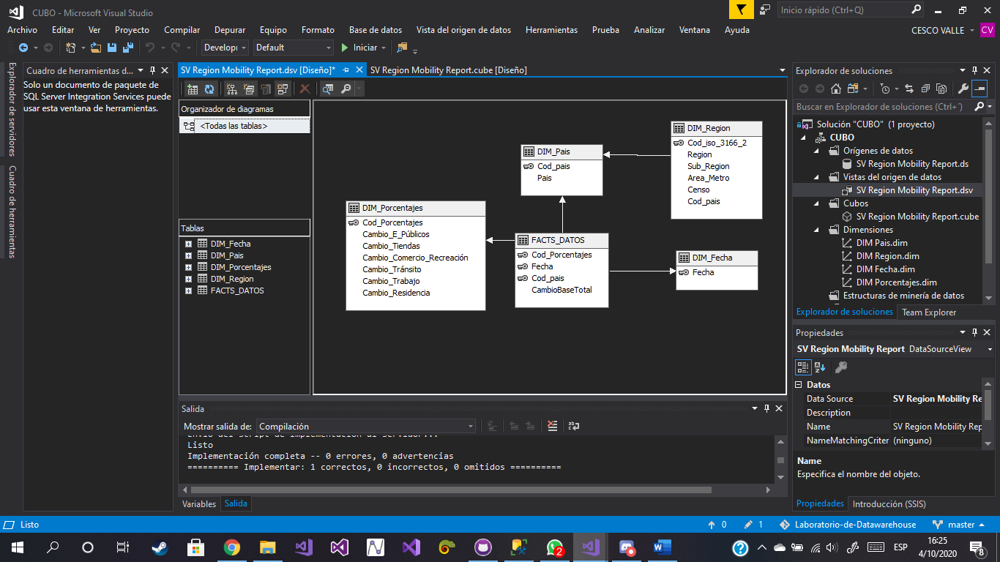 CUBO - Microsoft Visual Studio
Inicio rápido (Ctrl+Q)
Archivo Editar Ver Proyecto Compilar Depurar Equipo Formato Base de datos Vista del origen de datos Herramientas Prueba Analizar Ventana Ayuda
CESCO VALLE CV
Developi Default Iniciar
Explorador de servidores
Cuadro de herramientas
Cuadro de herramientas d...
Solo un documento de paquete de
SQL Server Integration Services puede
usar esta ventana de herramientas.
SV Region Mobility Report.dsv [Diseño]*
SV Region Mobility Report.cube [Diseño]
Organizador de diagramas
<Todas las tablas>
Tablas
DIM_Fecha
DIM_Pais
DIM_Porcentajes
DIM_Region
FACTS_DATOS
DIM_Porcentajes
Cod_Porcentajes
Cambio_E_Públicos
Cambio_Tiendas
Cambio_Comercio_Recreación
Cambio_Tránsito
Cambio_Trabajo
Cambio_Residencia
DIM_Pais
Cod_pais
Pais
FACTS_DATOS
Cod_Porcentajes
Fecha
Cod_pais
CambioBaseTotal
DIM_Region
Cod_iso_3166_2
Region
Sub_Region
Area_Metro
Censo
Cod_pais
DIM_Fecha
Fecha
Salida
Mostrar salida de: Compilación
Envío del script de implementación al servidor...
Listo
Implementación completa -- 0 errores, 0 advertencias
========== Implementar: 1 correctos, 0 incorrectos, 0 omitidos ==========
Variables Salida
Explorador de soluciones
Buscar en Explorador de soluciones (Ctrl+´)
Solución "CUBO" (1 proyecto)
CUBO
Orígenes de datos
SV Region Mobility Report.ds
Vistas del origen de datos
SV Region Mobility Report.dsv
Cubos
SV Region Mobility Report.cube
Dimensiones
DIM Pais.dim
DIM Region.dim
DIM Fecha.dim
DIM Porcentajes.dim
Estructuras de minería de datos
Explorador de soluciones Team Explorer
Propiedades
SV Region Mobility Report DataSourceView
Datos
Data Source SV Region Mobility Re
Description
Name SV Region Mobility Rep
NameMatchingCriter (ninguno)
Name
Especifica el nombre del objeto.
Propiedades Introducción (SSIS)
Listo
0 1 Laboratorio-de-Datawarehouse master
2
ESP
16:25
4/10/2020
8